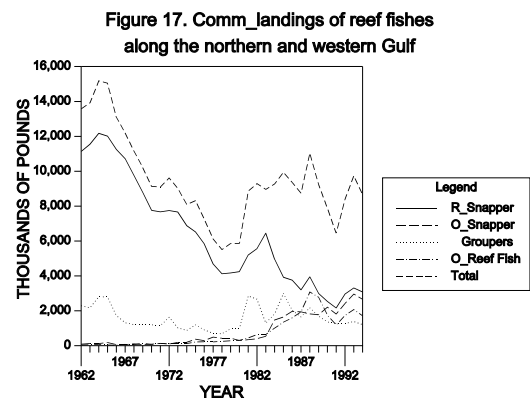 Figure 17. Comm_landings of reef fishes
along the northern and western Gulf
16,000
14,000
12,000
10,000
8,000
6,000
4,000
2,000
0
THOUSANDS OF POUNDS
1962
1967
1972
1977
1982
1987
1992
YEAR
Legend
R_Snapper
O_Snapper
Groupers
O_Reef Fish
Total